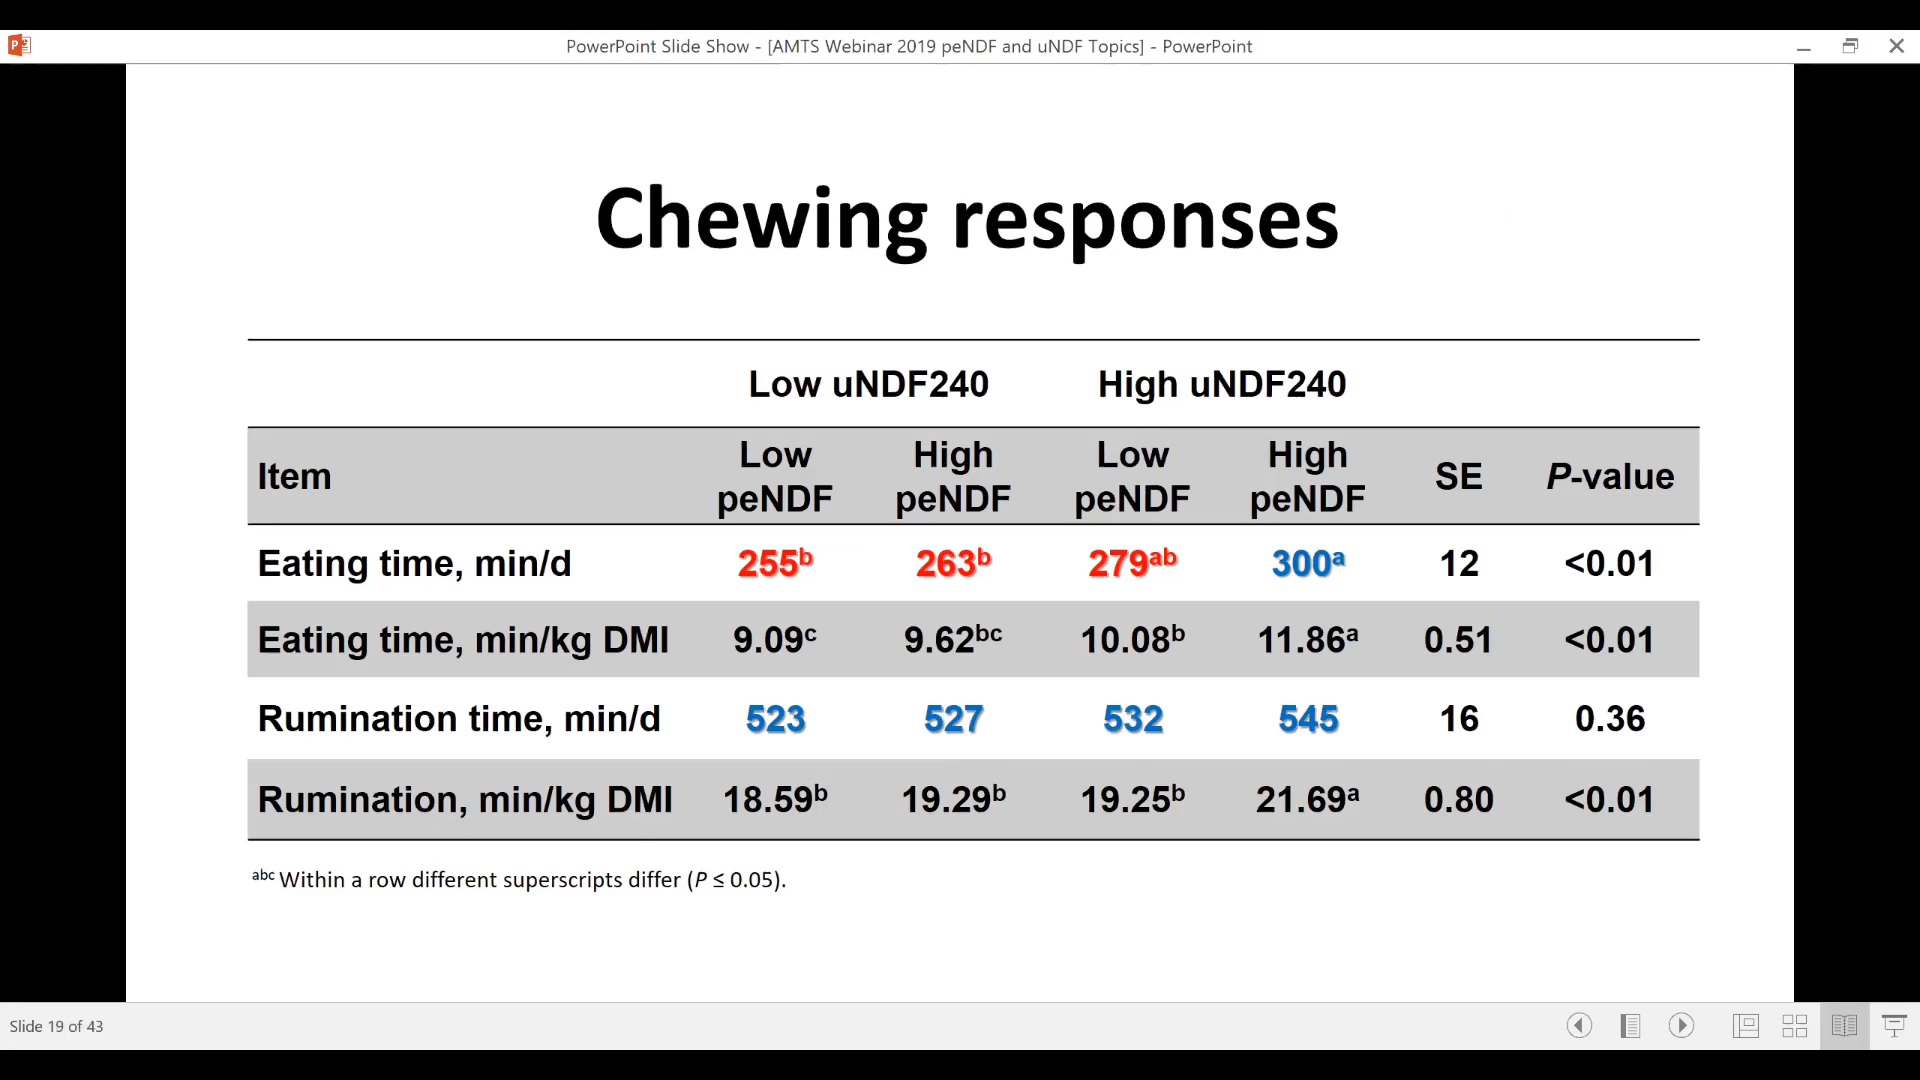 PowerPoint Slide Show - [AMTS Webinar 2019 peNDF and uNDF Topics] - PowerPoint
Chewing responses
Low uNDF240 High uNDF240
Item Low peNDF High peNDF Low peNDF High peNDF SE P-value
Eating time, min/d 255b 263b 279ab 300a 12 <0.01
Eating time, min/kg DMI 9.09c 9.62bc 10.08b 11.86a 0.51 <0.01
Rumination time, min/d 523 527 532 545 16 0.36
Rumination, min/kg DMI 18.59b 19.29b 19.25b 21.69a 0.80 <0.01
abc Within a row different superscripts differ (P ≤ 0.05).
Slide 19 of 43